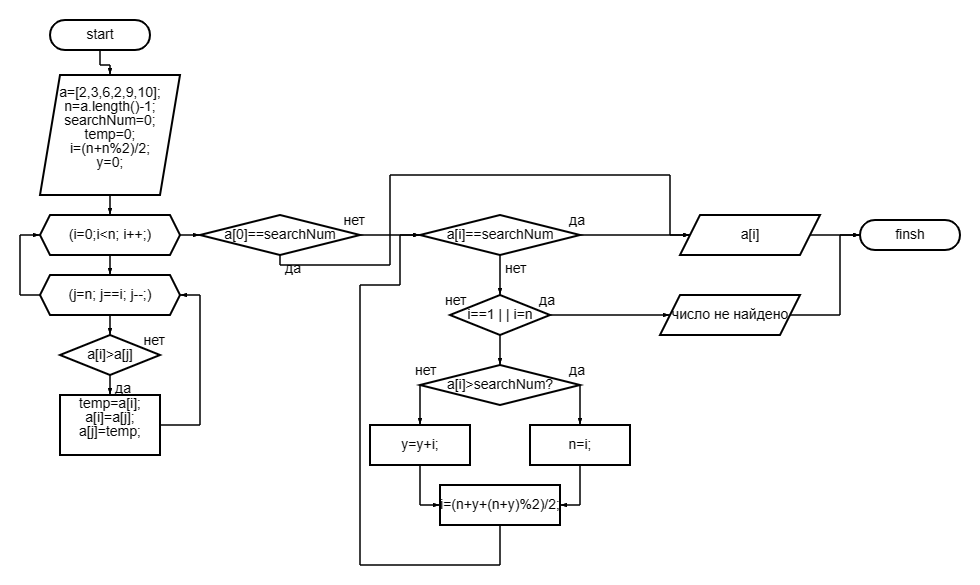 start
a=[2,3,6,2,9,10];
n=a.length()-1;
searchNum=0;
temp=0;
i=(n+n%2)/2;
y=0;
(i=0;i<n; i++;)
(j=n; j==i; j--;)
нет
a[i]>a[j]
да
temp=a[i];
a[i]=a[j];
a[j]=temp;
нет
a[0]==searchNum
да
да
a[i]==searchNum
нет
нет
да
i==1 | | i=n
нет
да
a[i]>searchNum?
y=y+i;
n=i;
i=(n+y+(n+y)%2)/2;
a[i]
число не найдено
finsh